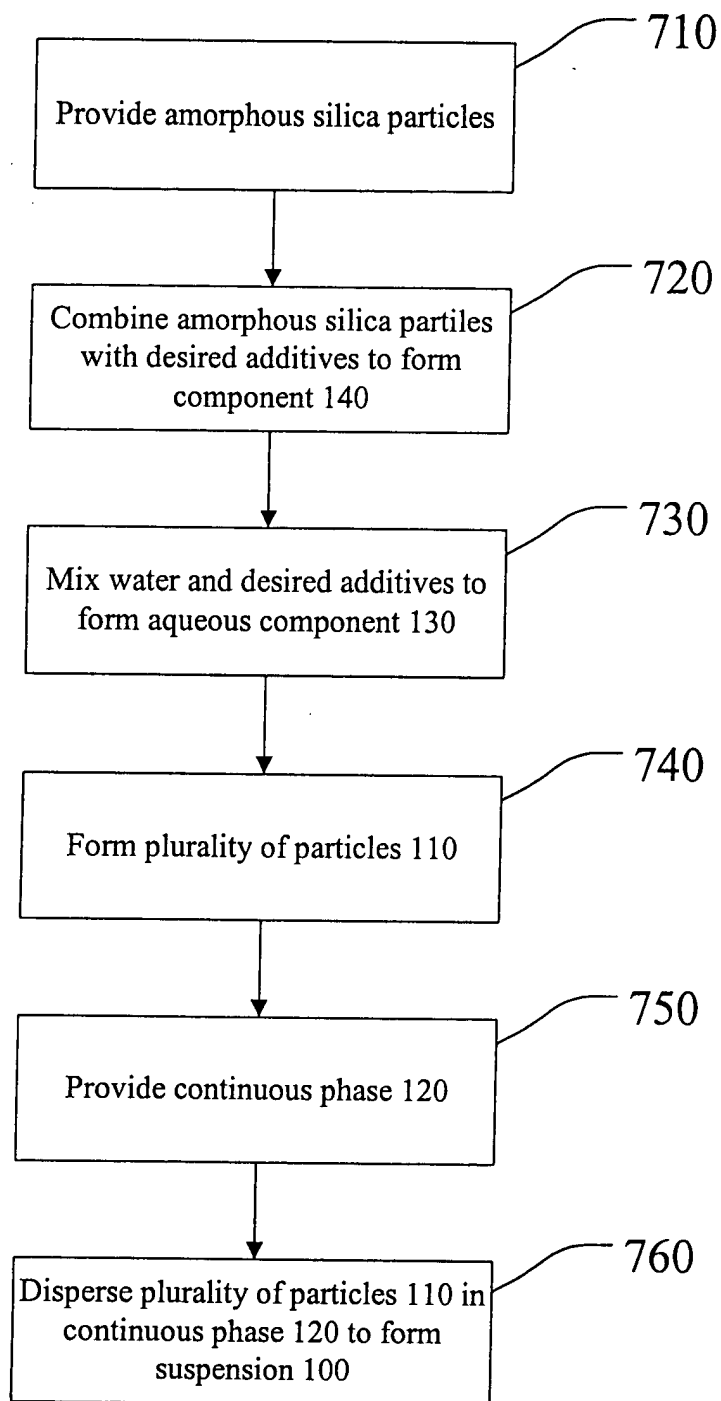 710
Provide amorphous silica particles
720
Combine amorphous silica partiles
with desired additives to form
component 140
730
Mix water and desired additives to
form aqueous component 130
740
Form plurality of particles 110
750
Provide continuous phase 120
760
Disperse plurality of particles 110 in
continuous phase 120 to form
suspension 100